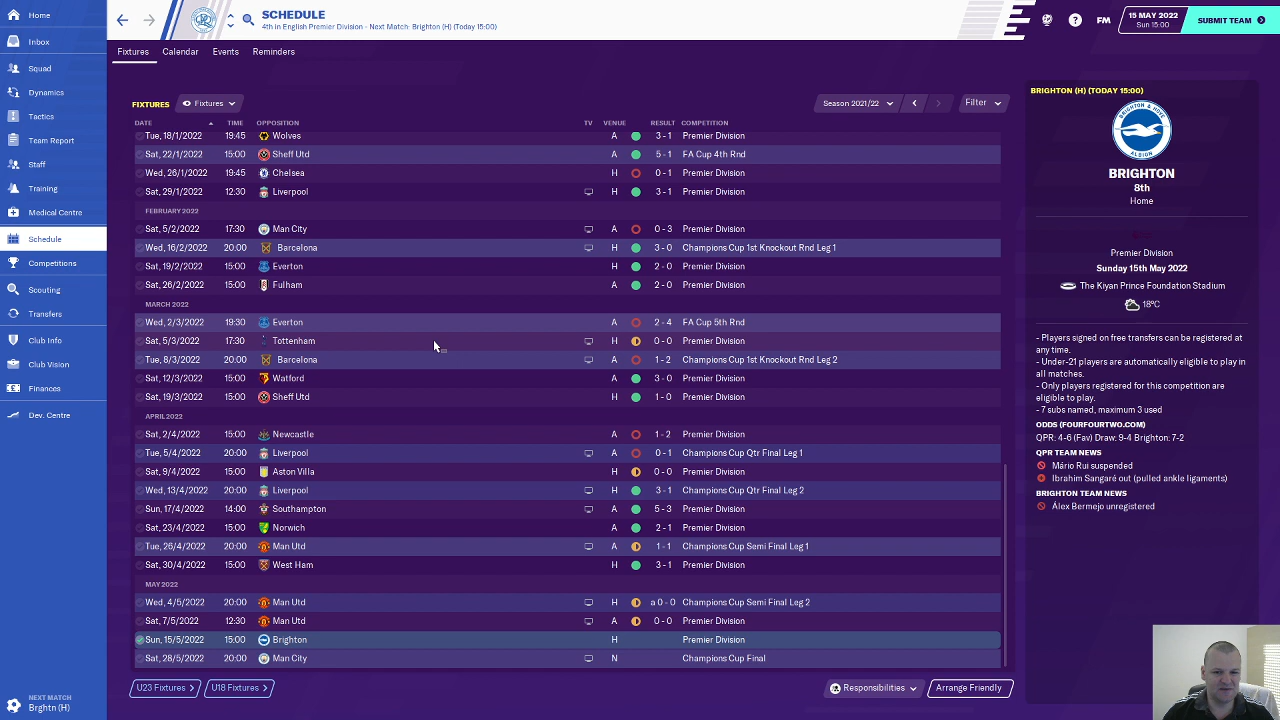 SCHEDULE
4th in English Premier Division - Next Match: Brighton (H) (Today 15:00)
FM
15 MAY 2022
Sun 15:00
SUBMIT TEAM
Home
Inbox
Squad
Dynamics
Team Report
Tactics
Staff
Training
Medical Centre
Schedule
Competitions
Scouting
Transfers
Club Info
Club Vision
Finances
Dev. Centre
NEXT MATCH
Brghtn (H)
Fixtures Calendar Events Reminders
FIXTURES Fixtures Season 2021/22 Filter
DATE TIME OPPOSITION TV VENUE RESULT COMPETITION
Tue, 18/1/2022 19:45 Wolves A 3 - 1 Premier Division
Sat, 22/1/2022 15:00 Sheff Utd A 5 - 1 FA Cup 4th Rnd
Wed, 26/1/2022 19:45 Chelsea H 0 - 1 Premier Division
Sat, 29/1/2022 12:30 Liverpool H 3 - 1 Premier Division
FEBRUARY 2022
Sat, 5/2/2022 17:30 Man City A 0 - 3 Premier Division
Wed, 16/2/2022 20:00 Barcelona H 3 - 0 Champions Cup 1st Knockout Rnd Leg 1
Sat, 19/2/2022 15:00 Everton H 2 - 0 Premier Division
Sat, 26/2/2022 15:00 Fulham A 2 - 0 Premier Division
MARCH 2022
Wed, 2/3/2022 19:30 Everton A 2 - 4 FA Cup 5th Rnd
Sat, 5/3/2022 17:30 Tottenham H 0 - 0 Premier Division
Tue, 8/3/2022 20:00 Barcelona A 1 - 2 Champions Cup 1st Knockout Rnd Leg 2
Sat, 12/3/2022 15:00 Watford A 3 - 0 Premier Division
Sat, 19/3/2022 15:00 Sheff Utd H 1 - 0 Premier Division
APRIL 2022
Sat, 2/4/2022 15:00 Newcastle A 1 - 2 Premier Division
Tue, 5/4/2022 20:00 Liverpool A 0 - 1 Champions Cup Qtr Final Leg 1
Sat, 9/4/2022 15:00 Aston Villa H 0 - 0 Premier Division
Wed, 13/4/2022 20:00 Liverpool H 3 - 1 Champions Cup Qtr Final Leg 2
Sun, 17/4/2022 14:00 Southampton A 5 - 3 Premier Division
Sat, 23/4/2022 15:00 Norwich A 2 - 1 Premier Division
Tue, 26/4/2022 20:00 Man Utd A 1 - 1 Champions Cup Semi Final Leg 1
Sat, 30/4/2022 15:00 West Ham H 3 - 1 Premier Division
MAY 2022
Wed, 4/5/2022 20:00 Man Utd H a 0 - 0 Champions Cup Semi Final Leg 2
Sat, 7/5/2022 12:30 Man Utd A 0 - 0 Premier Division
Sun, 15/5/2022 15:00 Brighton H Premier Division
Sat, 28/5/2022 20:00 Man City N Champions Cup Final
U23 Fixtures U18 Fixtures Responsibilities Arrange Friendly
BRIGHTON (H) (TODAY 15:00)
BRIGHTON & HOVE
ALBION
BRIGHTON
8th
Home
Premier Division
Sunday 15th May 2022
The Kiyan Prince Foundation Stadium
18°C
- Players signed on free transfers can be registered at
any time.
- Under-21 players are automatically eligible to play in
all matches.
- Only players registered for this competition are
eligible to play.
- 7 subs named, maximum 3 used
ODDS (FOURFOURTWO.COM)
QPR: 4-6 (Fav) Draw: 9-4 Brighton: 7-2
QPR TEAM NEWS
Mário Rui suspended
Ibrahim Sangaré out (pulled ankle ligaments)
BRIGHTON TEAM NEWS
Álex Bermejo unregistered